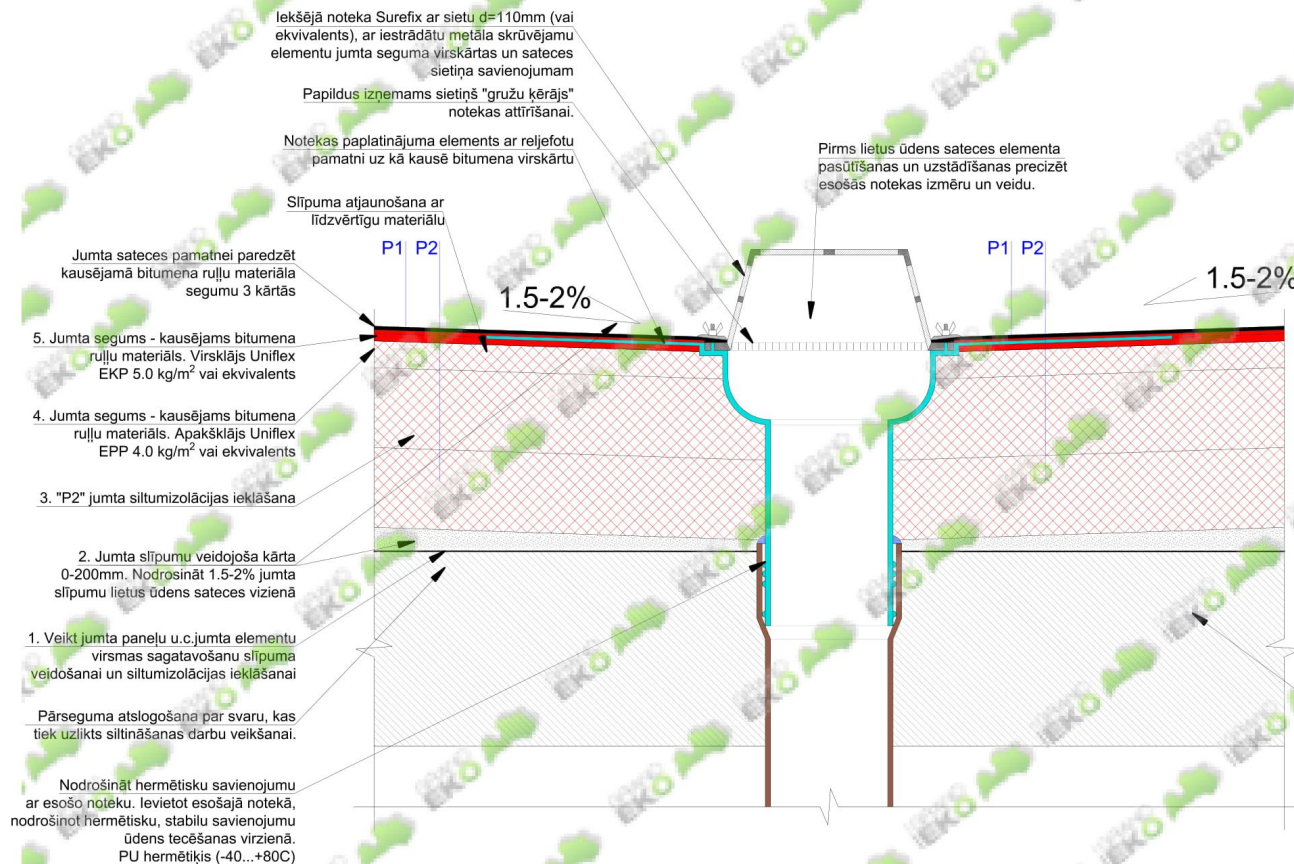 Iekšējā noteka Surefix ar sietu d=110mm (vai
ekvivalents), ar iestrādātu metāla skrūvējamu
elementu jumta seguma virskārtas un sateces
sietiņa savienojumam
Papildus izņemams sietiņš "gružu ķērājs"
notekas attīrīšanai.
Notekas paplatinājuma elements ar reljefotu
pamatni uz kā kausē bitumena virskārtu
Pirms lietus ūdens sateces elementa
pasūtīšanas un uzstādīšanas precizēt
esošās notekas izmēru un veidu.
Slīpuma atjaunošana ar
līdzvērtīgu materiālu
Jumta sateces pamatnei paredzēt
kausējamā bitumena ruļļu materiāla
segumu 3 kārtās
P1 P2
P1 P2
1.5-2%
1.5-2%
5. Jumta segums - kausējams bitumena
ruļļu materiāls. Virsklājs Uniflex
EKP 5.0 kg/m² vai ekvivalents
4. Jumta segums - kausējams bitumena
ruļļu materiāls. Apakšklājs Uniflex
EPP 4.0 kg/m² vai ekvivalents
3. "P2" jumta siltumizolācijas ieklāšana
2. Jumta slīpumu veidojoša kārta
0-200mm. Nodrosināt 1.5-2% jumta
slīpumu lietus ūdens sateces vizienā
1. Veikt jumta paneļu u.c.jumta elementu
virsmas sagatavošanu slīpuma
veidošanai un siltumizolācijas ieklāšanai
Pārseguma atslogošana par svaru, kas
tiek uzlikts siltināšanas darbu veikšanai.
Nodrošināt hermētisku savienojumu
ar esošo noteku. Ievietot esošajā notekā,
nodrošinot hermētisku, stabilu savienojumu
ūdens tecēšanas virzienā.
PU hermētiķis (-40...+80C)